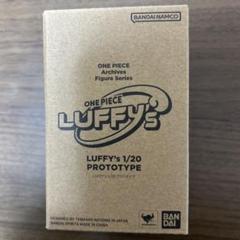 BANDAI NAMCO
ONE PIECE
Archives
Figure Series
ONE PIECE
LUFFY's
LUFFY's 1/20
PROTOTYPE
BANDAI